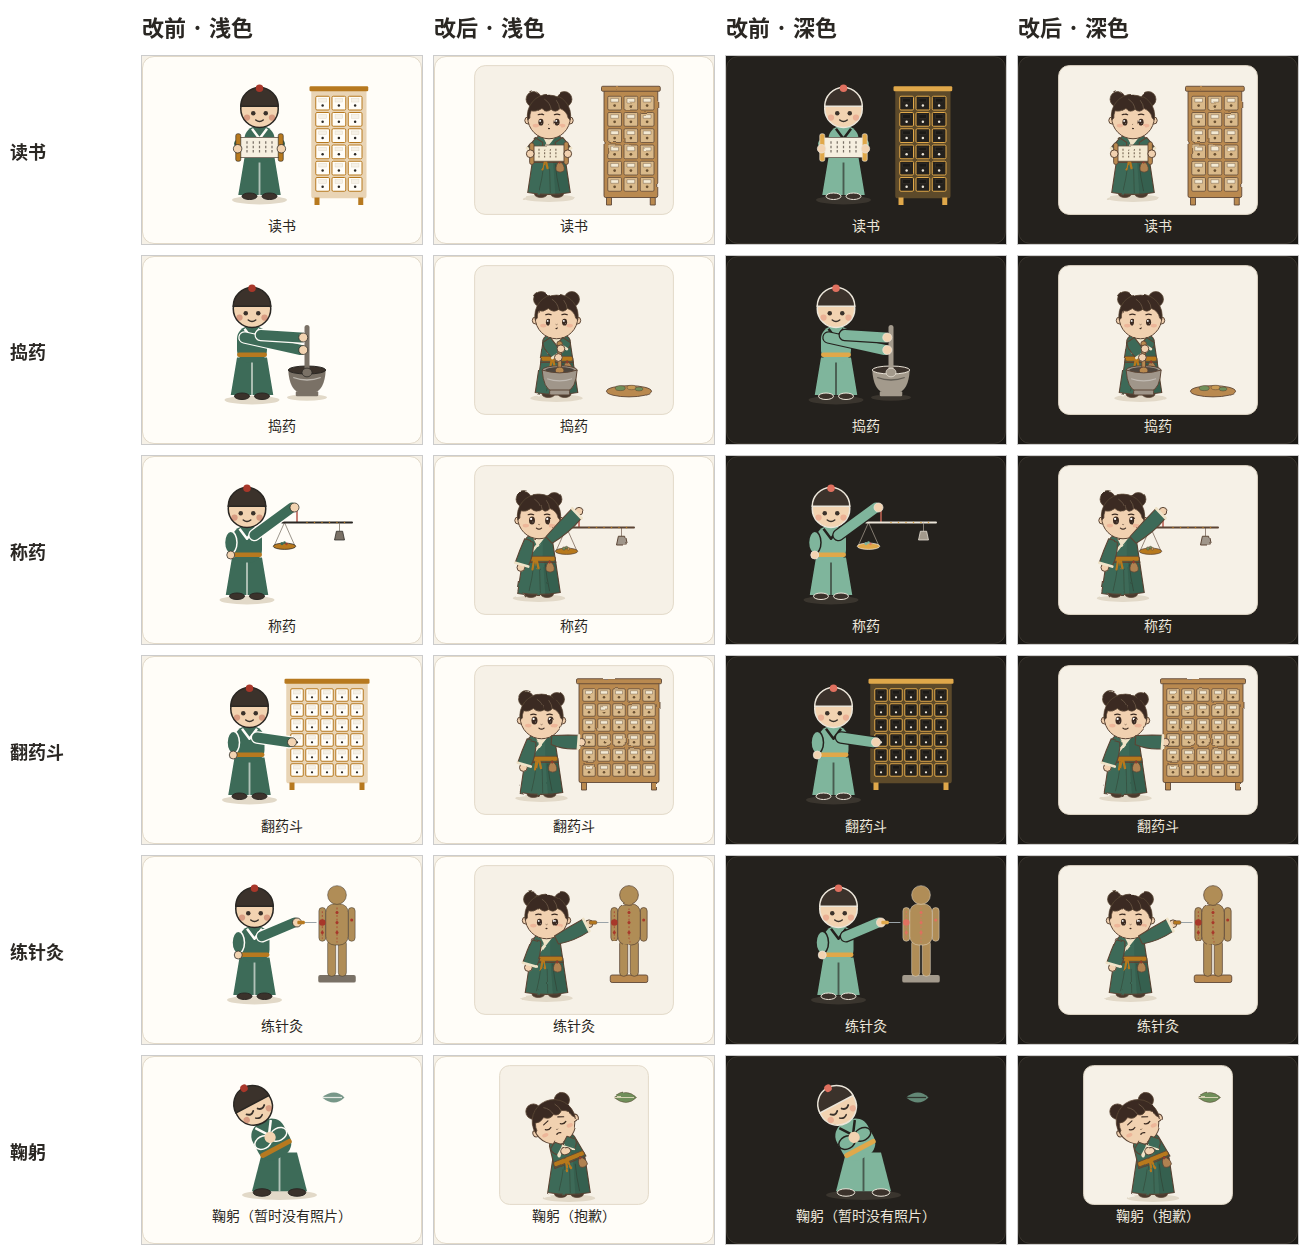 改前 · 浅色
改后 · 浅色
改前 · 深色
改后 · 深色
读书
读书
读书
读书
读书
捣药
捣药
捣药
捣药
捣药
称药
称药
称药
称药
称药
翻药斗
翻药斗
翻药斗
翻药斗
翻药斗
练针灸
练针灸
练针灸
练针灸
练针灸
鞠躬
鞠躬（暂时没有照片）
鞠躬（抱歉）
鞠躬（暂时没有照片）
鞠躬（抱歉）